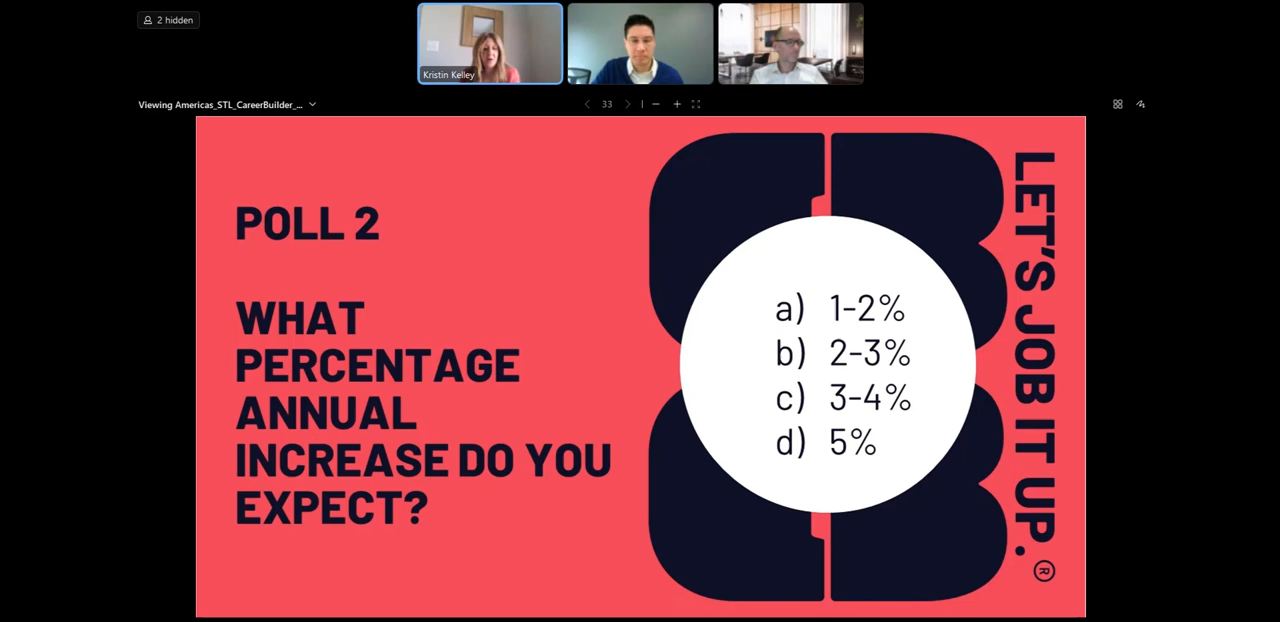 2 hidden
Kristin Kelley
Viewing Americas_STL_CareerBuilder_...
33
POLL 2
WHAT
PERCENTAGE
ANNUAL
INCREASE DO YOU
EXPECT?
a) 1-2%
b) 2-3%
c) 3-4%
d) 5%
LET'S JOB IT UP.®